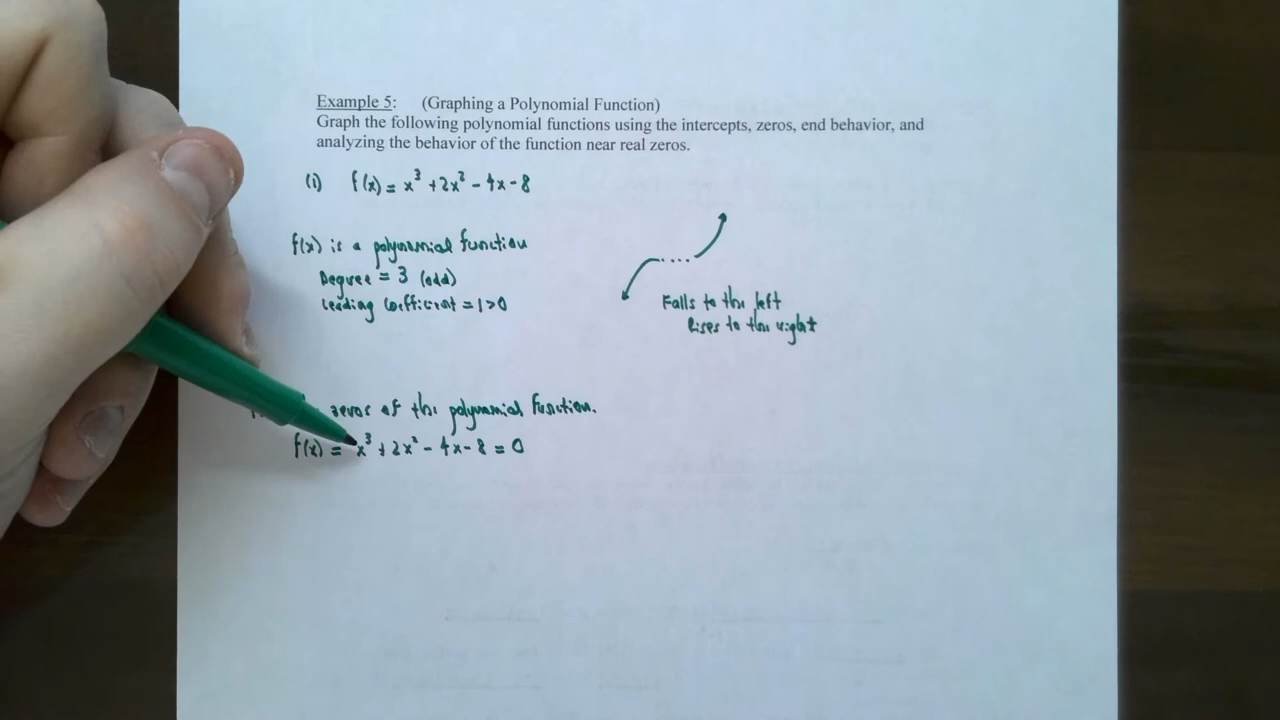 Example 5: (Graphing a Polynomial Function)
Graph the following polynomial functions using the intercepts, zeros, end behavior, and
analyzing the behavior of the function near real zeros.
(i) f(x) = x³ + 2x² - 4x - 8
f(x) is a polynomial function
Degree = 3 (odd)
Leading Coefficient = 1 > 0
Falls to the left
Rises to the right
zeros of the polynomial function.
f(x) = x³ + 2x² - 4x - 8 = 0